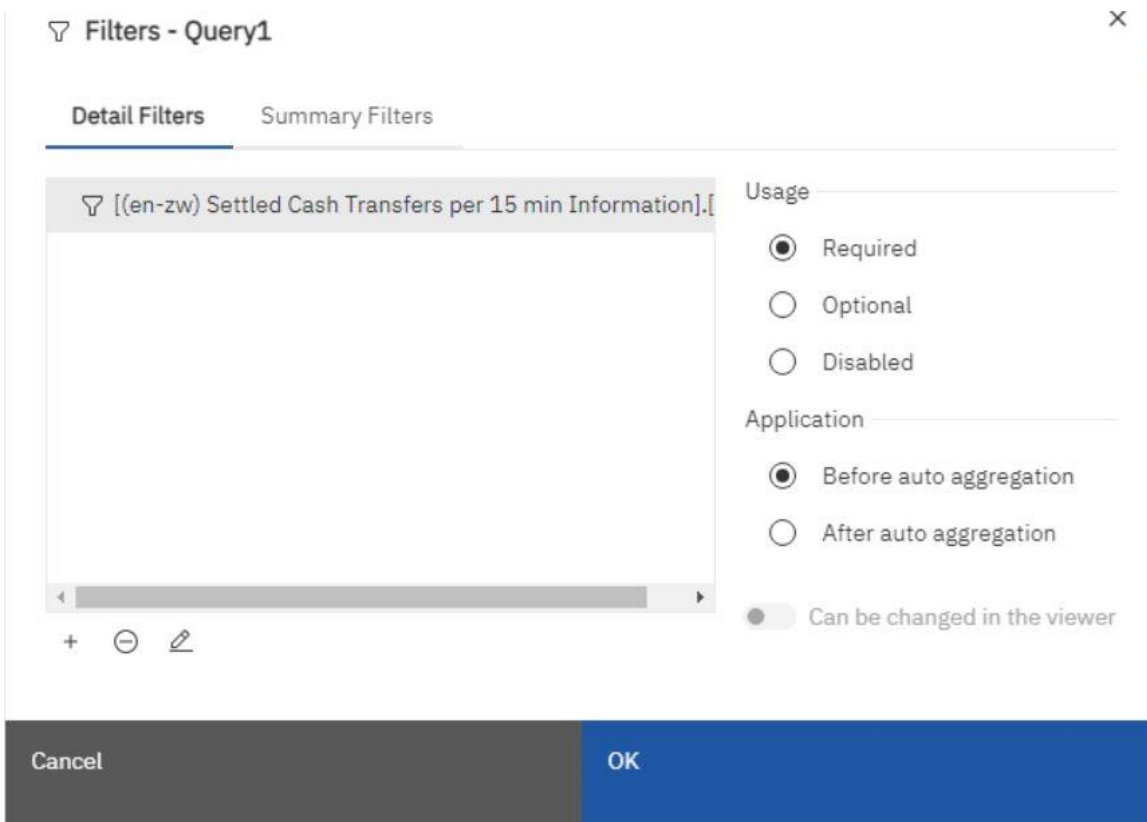 Filters - Query1
Detail Filters
Summary Filters
[(en-zw) Settled Cash Transfers per 15 min Information].[
Usage
Required
Optional
Disabled
Application
Before auto aggregation
After auto aggregation
Can be changed in the viewer
Cancel
OK